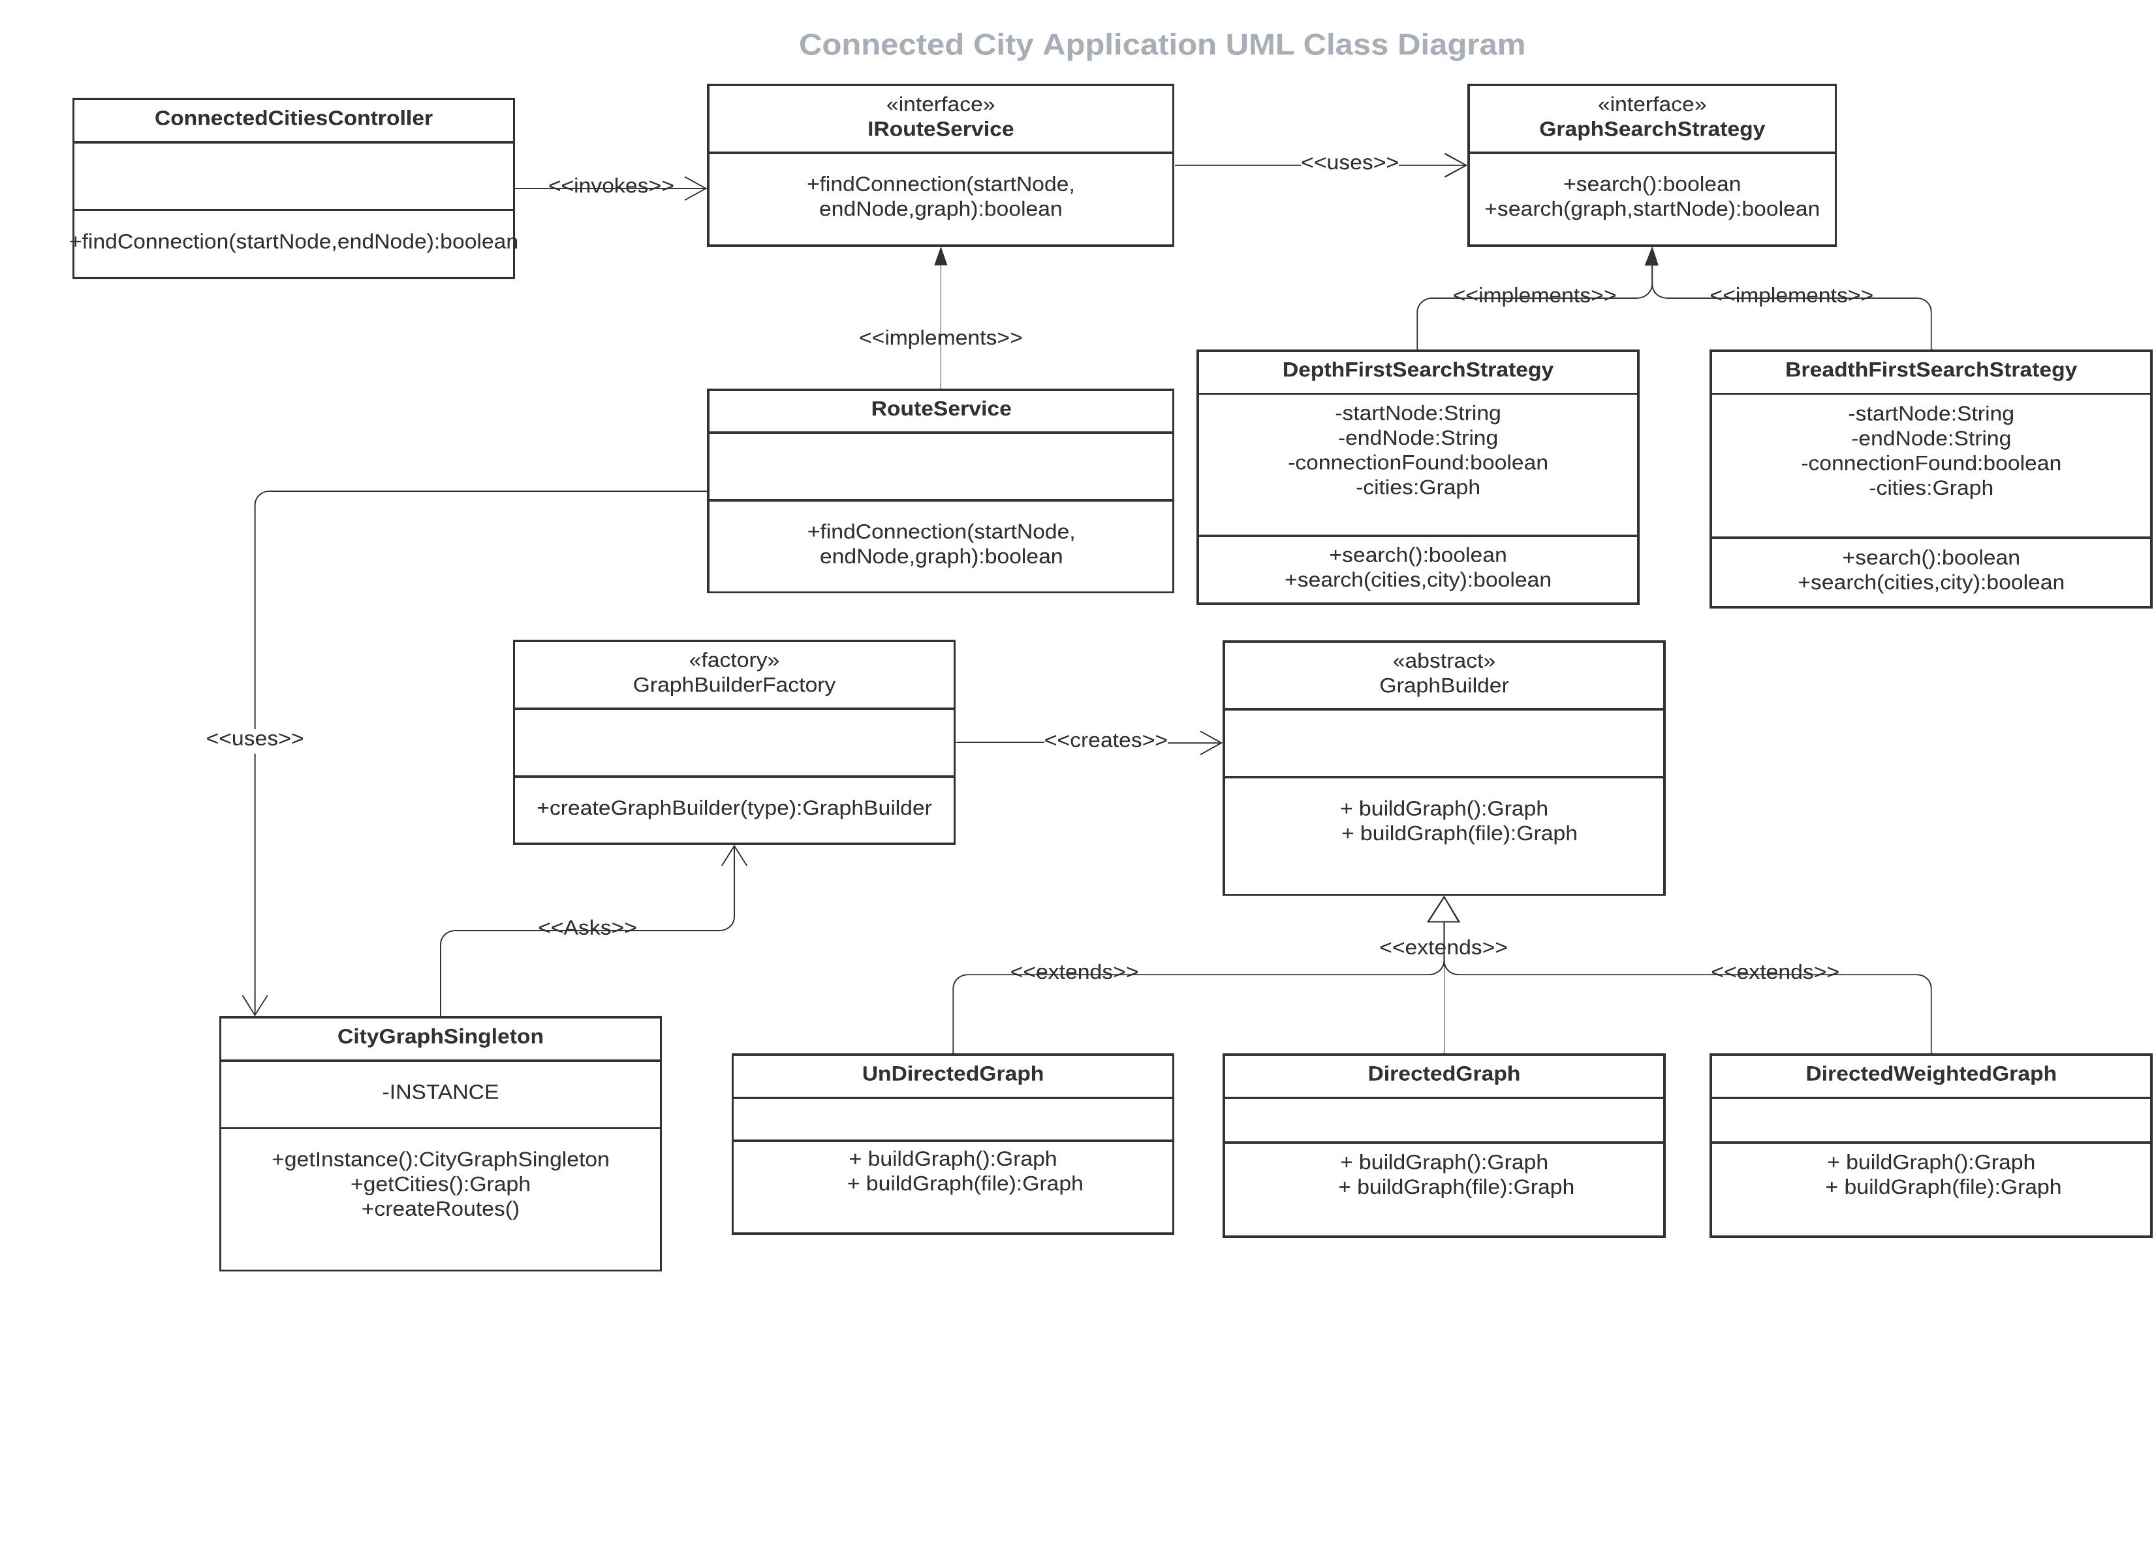 Connected City Application UML Class Diagram
ConnectedCitiesController
+findConnection(startNode,endNode):boolean
<<invokes>>
«interface»
IRouteService
+findConnection(startNode,
endNode,graph):boolean
<<uses>>
«interface»
GraphSearchStrategy
+search():boolean
+search(graph,startNode):boolean
<<implements>>
<<implements>>
<<implements>>
RouteService
+findConnection(startNode,
endNode,graph):boolean
DepthFirstSearchStrategy
-startNode:String
-endNode:String
-connectionFound:boolean
-cities:Graph
+search():boolean
+search(cities,city):boolean
BreadthFirstSearchStrategy
-startNode:String
-endNode:String
-connectionFound:boolean
-cities:Graph
+search():boolean
+search(cities,city):boolean
<<uses>>
«factory»
GraphBuilderFactory
+createGraphBuilder(type):GraphBuilder
<<creates>>
«abstract»
GraphBuilder
+ buildGraph():Graph
+ buildGraph(file):Graph
<<Asks>>
<<extends>>
<<extends>>
<<extends>>
CityGraphSingleton
-INSTANCE
+getInstance():CityGraphSingleton
+getCities():Graph
+createRoutes()
UnDirectedGraph
+ buildGraph():Graph
+ buildGraph(file):Graph
DirectedGraph
+ buildGraph():Graph
+ buildGraph(file):Graph
DirectedWeightedGraph
+ buildGraph():Graph
+ buildGraph(file):Graph